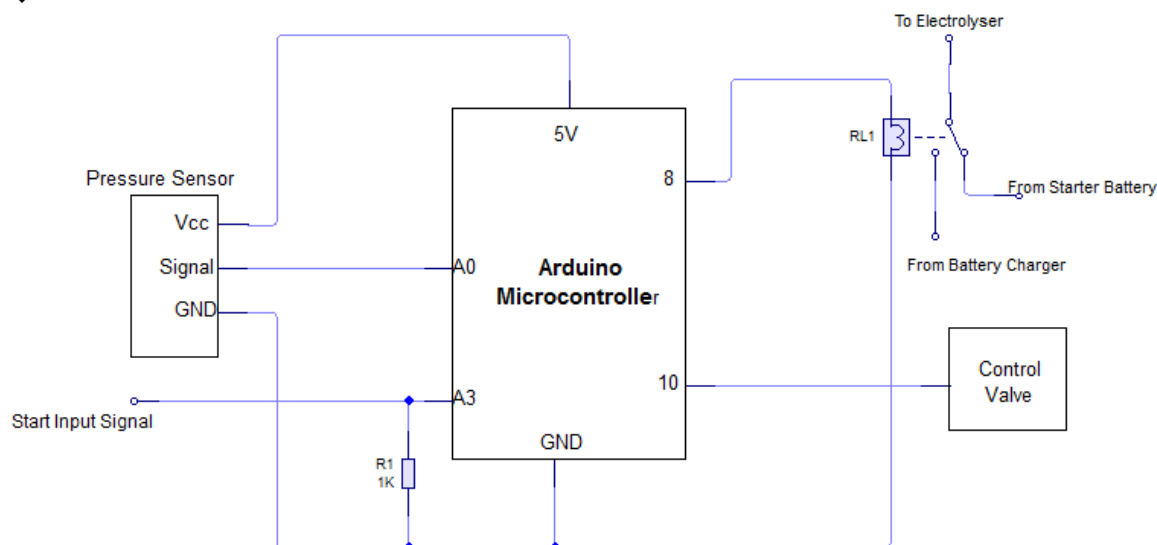 To Electrolyser
5V
RL1
8
Pressure Sensor
From Starter Battery
Vcc
Signal
A0
Arduino
Microcontroller
From Battery Charger
GND
Control
Valve
10
A3
Start Input Signal
GND
R1
1K